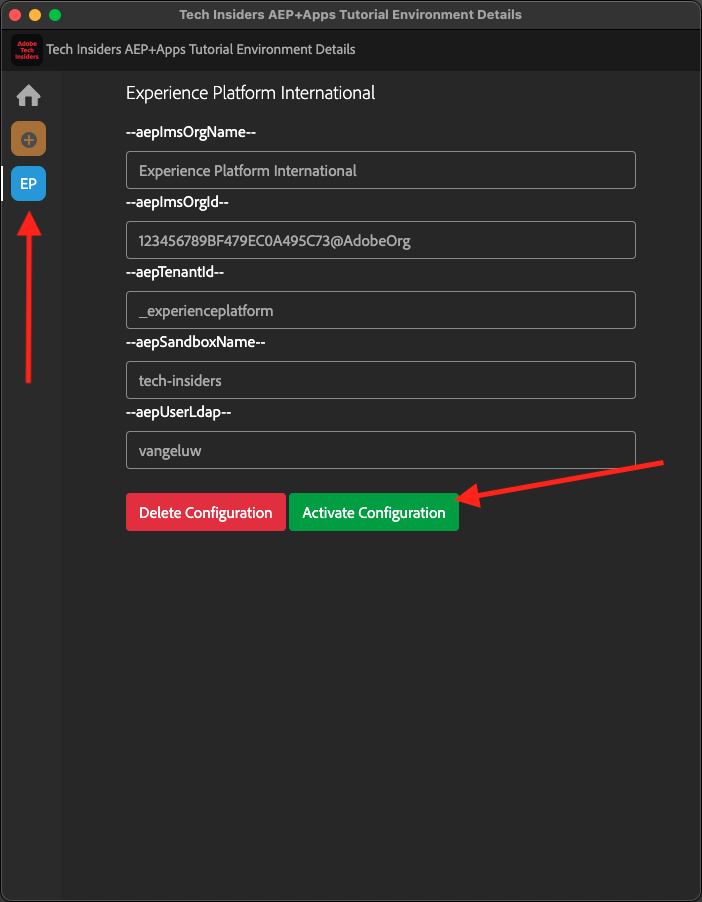 Tech Insiders AEP+Apps Tutorial Environment Details
Adobe
Tech
Insiders
Tech Insiders AEP+Apps Tutorial Environment Details
Experience Platform International
--aepImsOrgName--
Experience Platform International
--aepImsOrgId--
123456789BF479EC0A495C73@AdobeOrg
--aepTenantId--
_experienceplatform
--aepSandboxName--
tech-insiders
--aepUserLdap--
vangeluw
EP
Delete Configuration
Activate Configuration